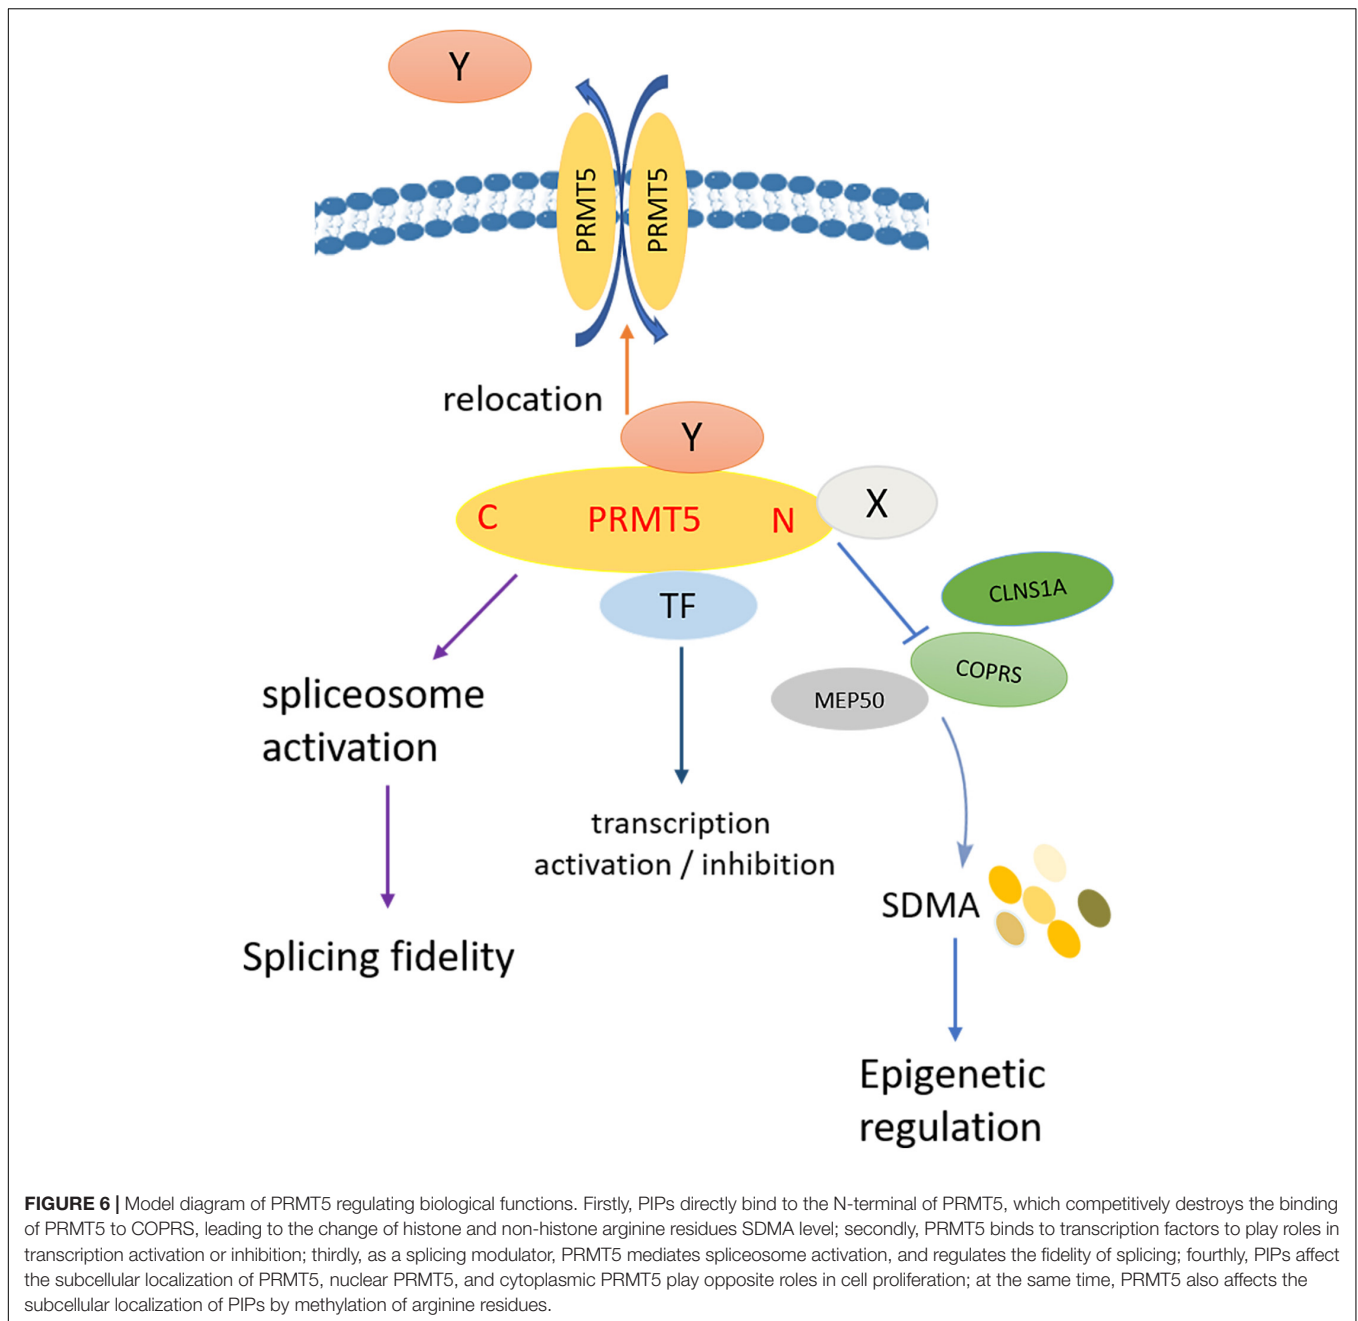 Y
PRMT5
PRMT5
relocation
Y
C
PRMT5
N
X
TF
CLNS1A
COPRS
MEP50
spliceosome
activation
transcription
activation / inhibition
SDMA
Splicing fidelity
Epigenetic
regulation
FIGURE 6 | Model diagram of PRMT5 regulating biological functions. Firstly, PIPs directly bind to the N-terminal of PRMT5, which competitively destroys the binding
of PRMT5 to COPRS, leading to the change of histone and non-histone arginine residues SDMA level; secondly, PRMT5 binds to transcription factors to play roles in
transcription activation or inhibition; thirdly, as a splicing modulator, PRMT5 mediates spliceosome activation, and regulates the fidelity of splicing; fourthly, PIPs affect
the subcellular localization of PRMT5, nuclear PRMT5, and cytoplasmic PRMT5 play opposite roles in cell proliferation; at the same time, PRMT5 also affects the
subcellular localization of PIPs by methylation of arginine residues.